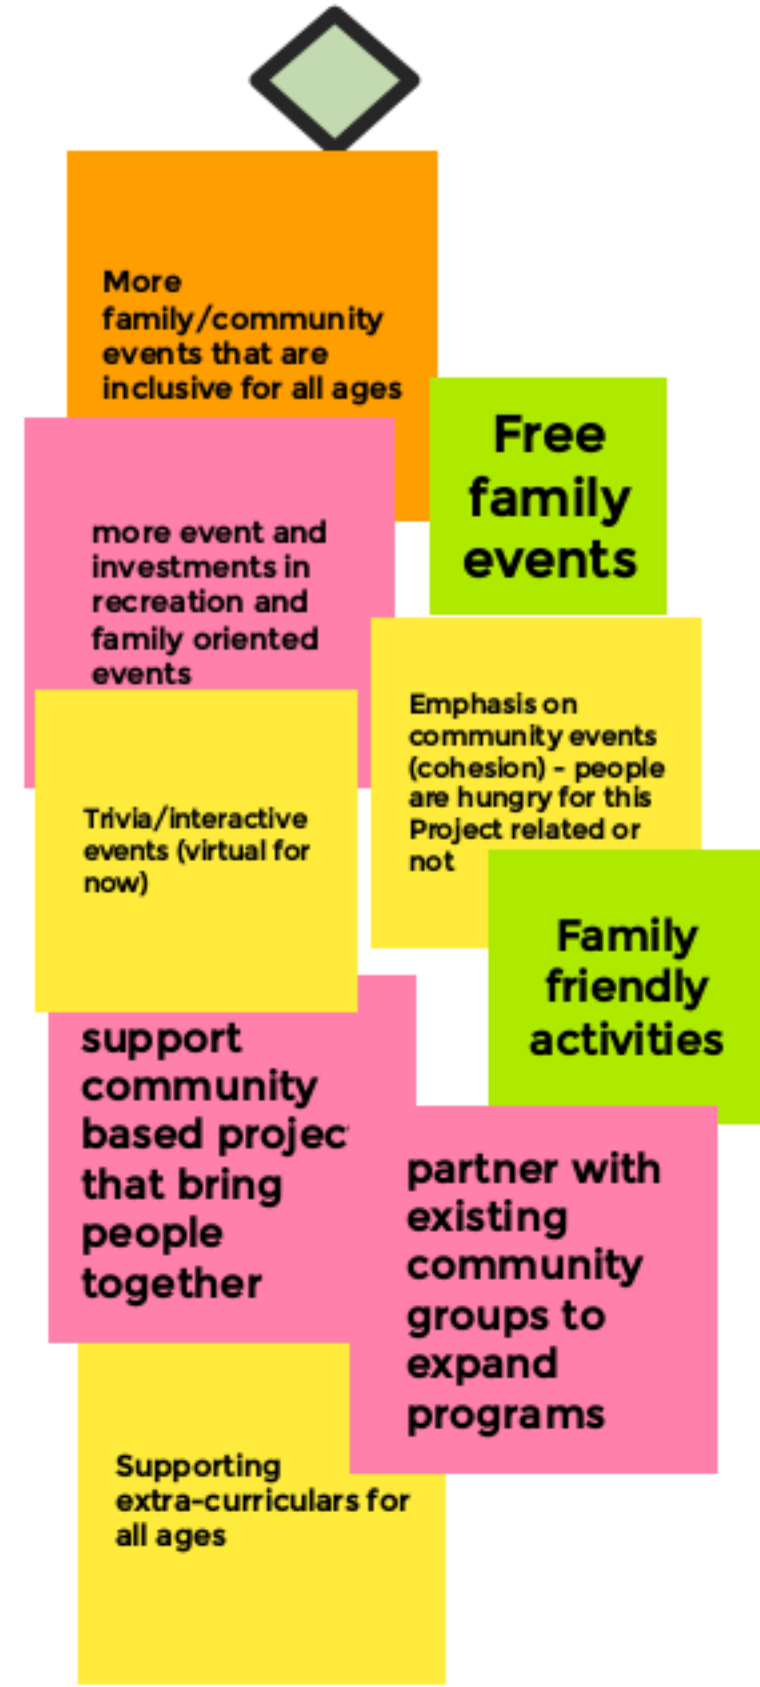 More
family/community
events that are
inclusive for all ages
Free
family
events
more event and
investments in
recreation and
family oriented
events
Emphasis on
community events
(cohesion) - people
are hungry for this
Project related or
not
Trivia/interactive
events (virtual for
now)
Family
friendly
activities
support
community
based projec
that bring
people
together
partner with
existing
community
groups to
expand
programs
Supporting
extra-curriculars for
all ages